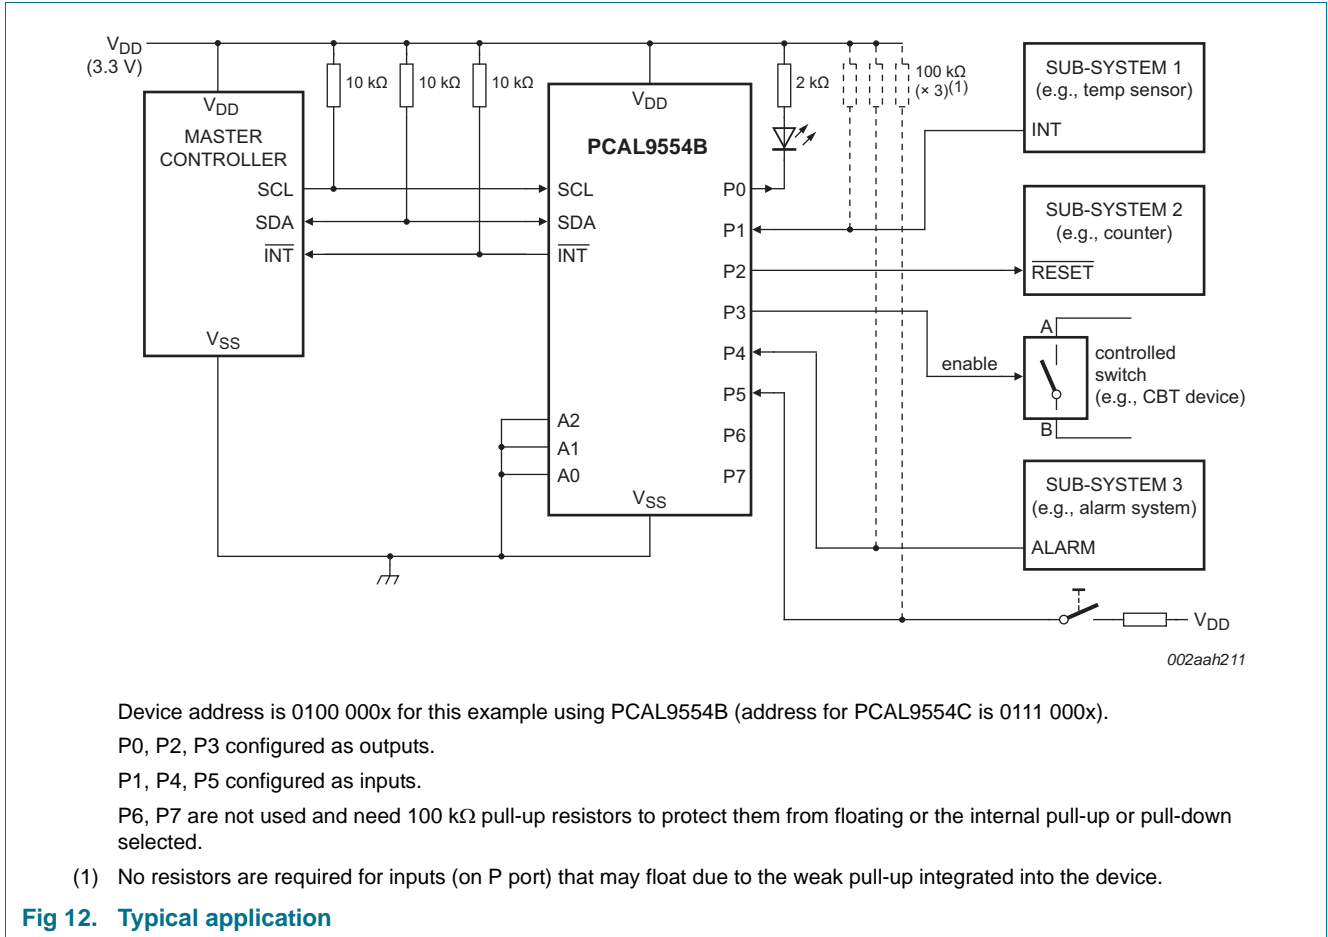 VDD
(3.3 V)
10 kΩ
10 kΩ
10 kΩ
2 kΩ
100 kΩ
(× 3)(1)
VDD
MASTER
CONTROLLER
SCL
SDA
INT
VSS
VDD
PCAL9554B
SCL
SDA
INT
A2
A1
A0
VSS
P0
P1
P2
P3
P4
P5
P6
P7
SUB-SYSTEM 1
(e.g., temp sensor)
INT
SUB-SYSTEM 2
(e.g., counter)
RESET
A
enable
B
controlled
switch
(e.g., CBT device)
SUB-SYSTEM 3
(e.g., alarm system)
ALARM
VDD
002aah211
Device address is 0100 000x for this example using PCAL9554B (address for PCAL9554C is 0111 000x).
P0, P2, P3 configured as outputs.
P1, P4, P5 configured as inputs.
P6, P7 are not used and need 100 kΩ pull-up resistors to protect them from floating or the internal pull-up or pull-down
selected.
(1) No resistors are required for inputs (on P port) that may float due to the weak pull-up integrated into the device.
Fig 12. Typical application